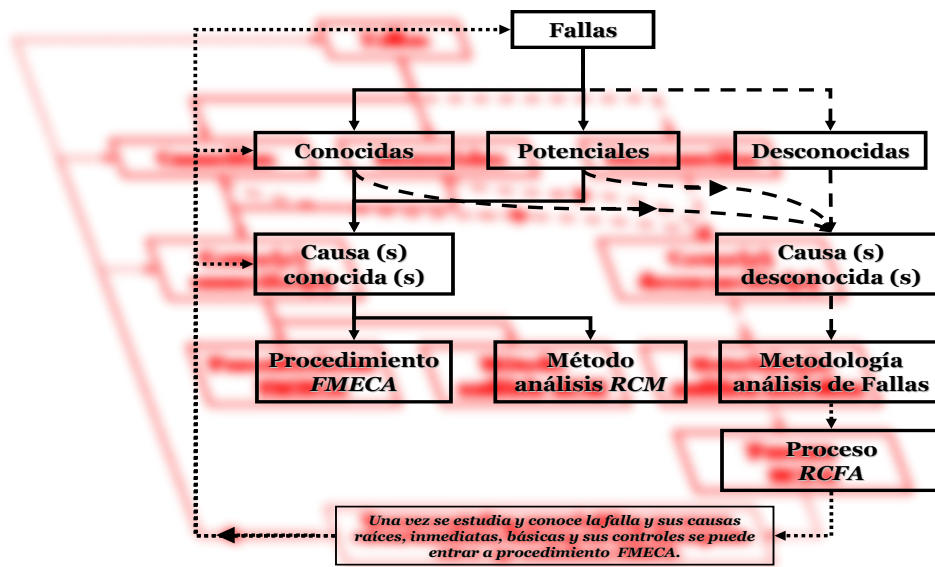 Fallas
Conocidas
Potenciales
Desconocidas
Causa (s)
conocida (s)
Causa (s)
desconocida (s)
Procedimiento
FMECA
Método
análisis RCM
Metodología
análisis de Fallas
Proceso
RCFA
Una vez se estudia y conoce la falla y sus causas
raíces, inmediatas, básicas y sus controles se puede
entrar a procedimiento FMECA.